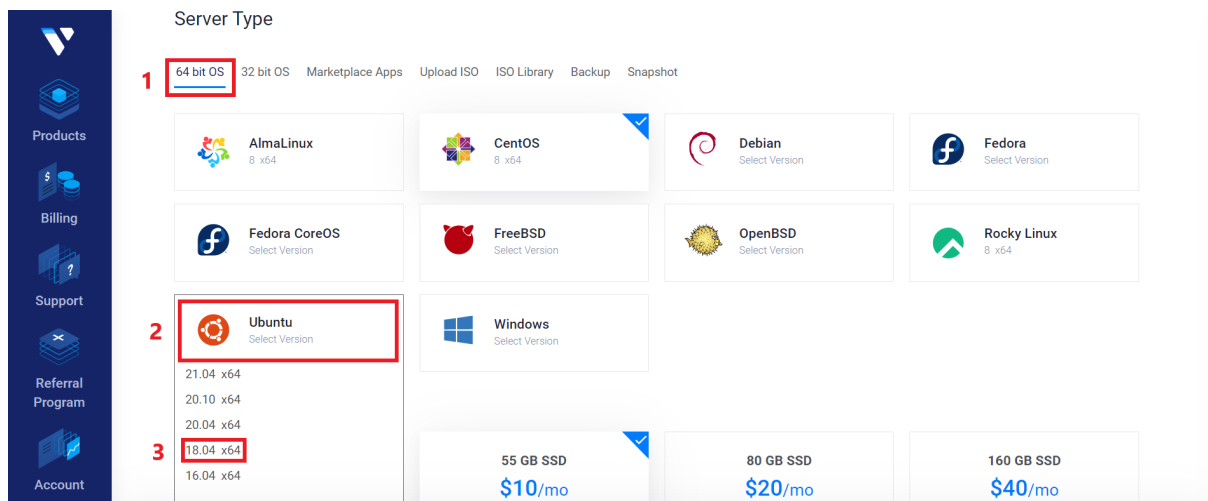 Server Type
1
64 bit OS 32 bit OS Marketplace Apps Upload ISO ISO Library Backup Snapshot
Products
Billing
Support
Referral
Program
Account
AlmaLinux
8 x64
CentOS
8 x64
Debian
Select Version
Fedora
Select Version
Fedora CoreOS
Select Version
FreeBSD
Select Version
OpenBSD
Select Version
Rocky Linux
8 x64
2
Ubuntu
Select Version
Windows
Select Version
21.04 x64
20.10 x64
20.04 x64
3
18.04 x64
16.04 x64
55 GB SSD
$10/mo
80 GB SSD
$20/mo
160 GB SSD
$40/mo